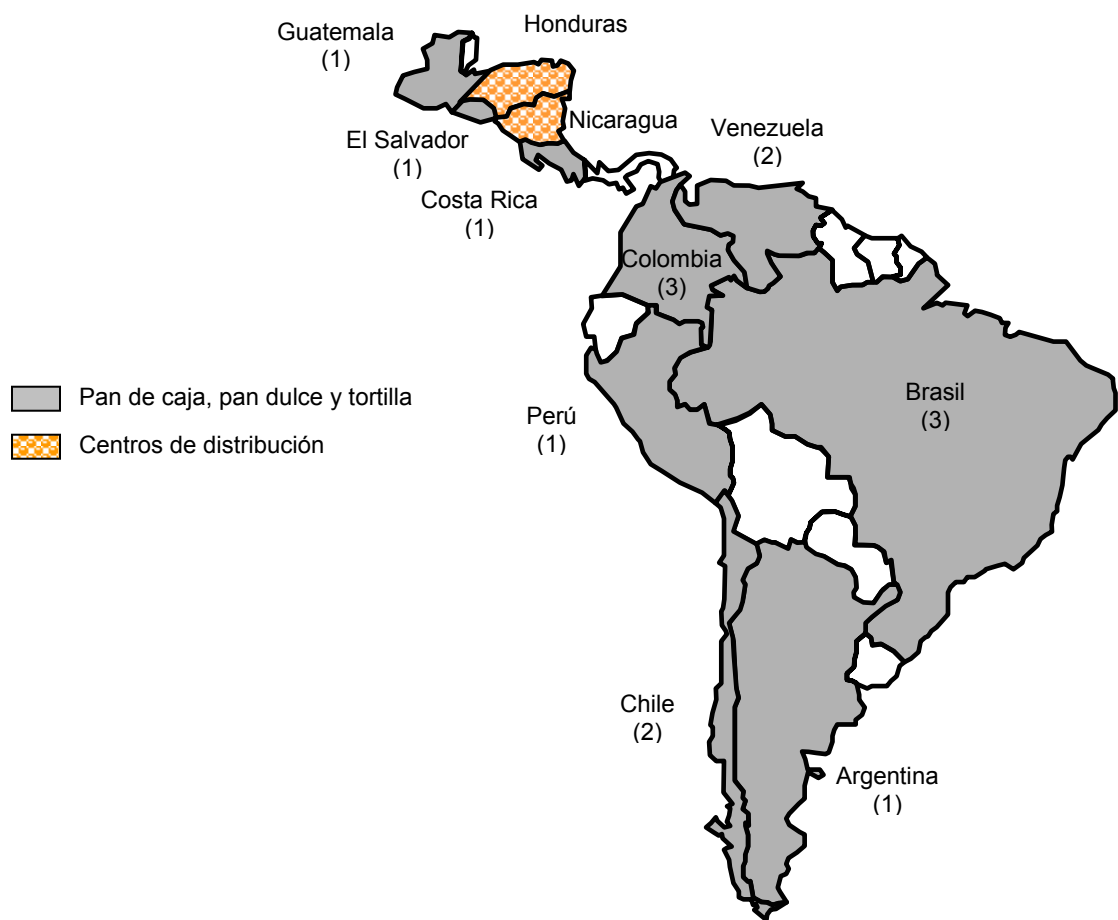 Honduras
Guatemala
(1)
Nicaragua
Venezuela
(2)
El Salvador
(1)
Costa Rica
(1)
Colombia
(3)
Pan de caja, pan dulce y tortilla
Centros de distribución
Brasil
(3)
Perú
(1)
Chile
(2)
Argentina
(1)